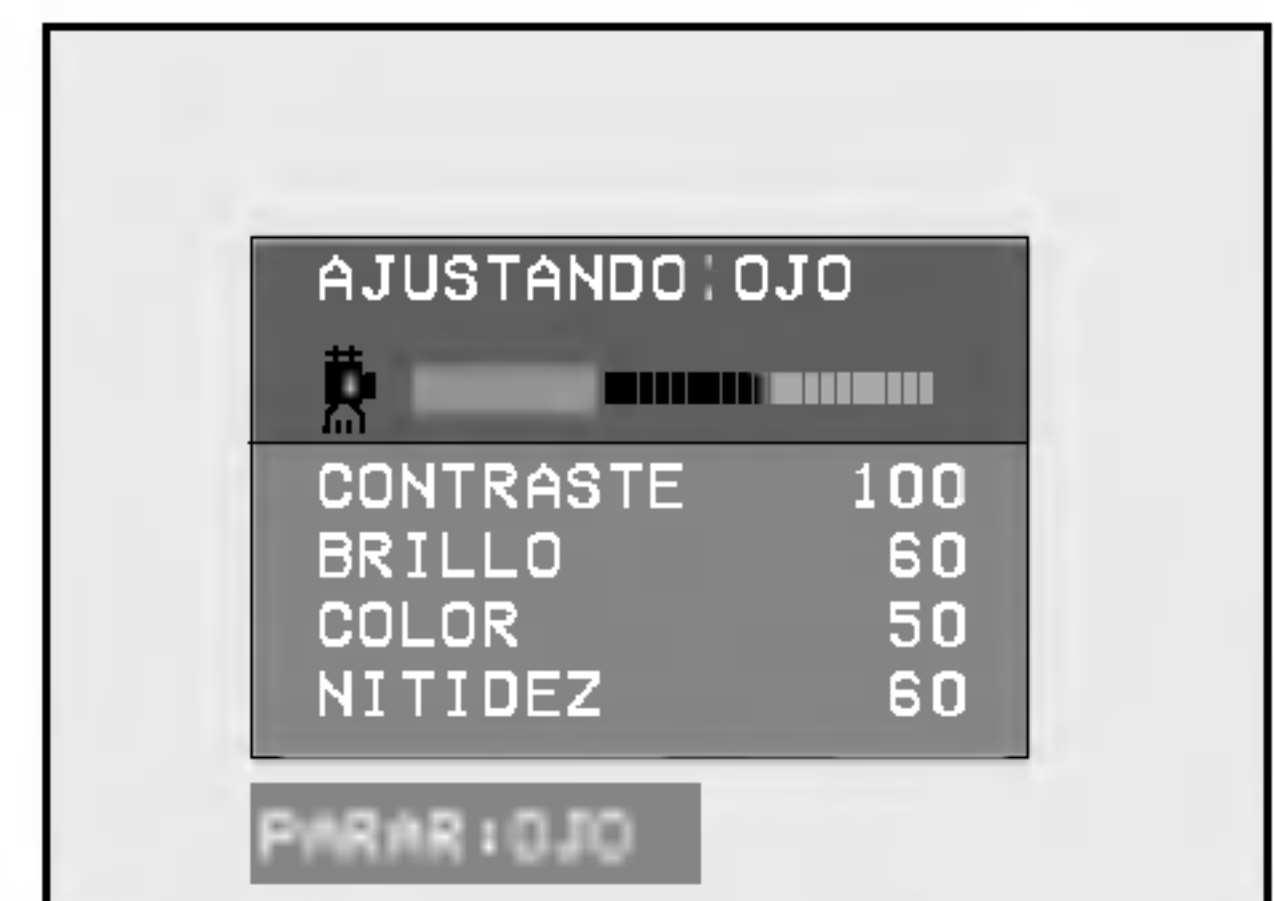 AJUSTANDO:OJO
CONTRASTE 100
BRILLO 60
COLOR 50
NITIDEZ 60
PARAR:OJO